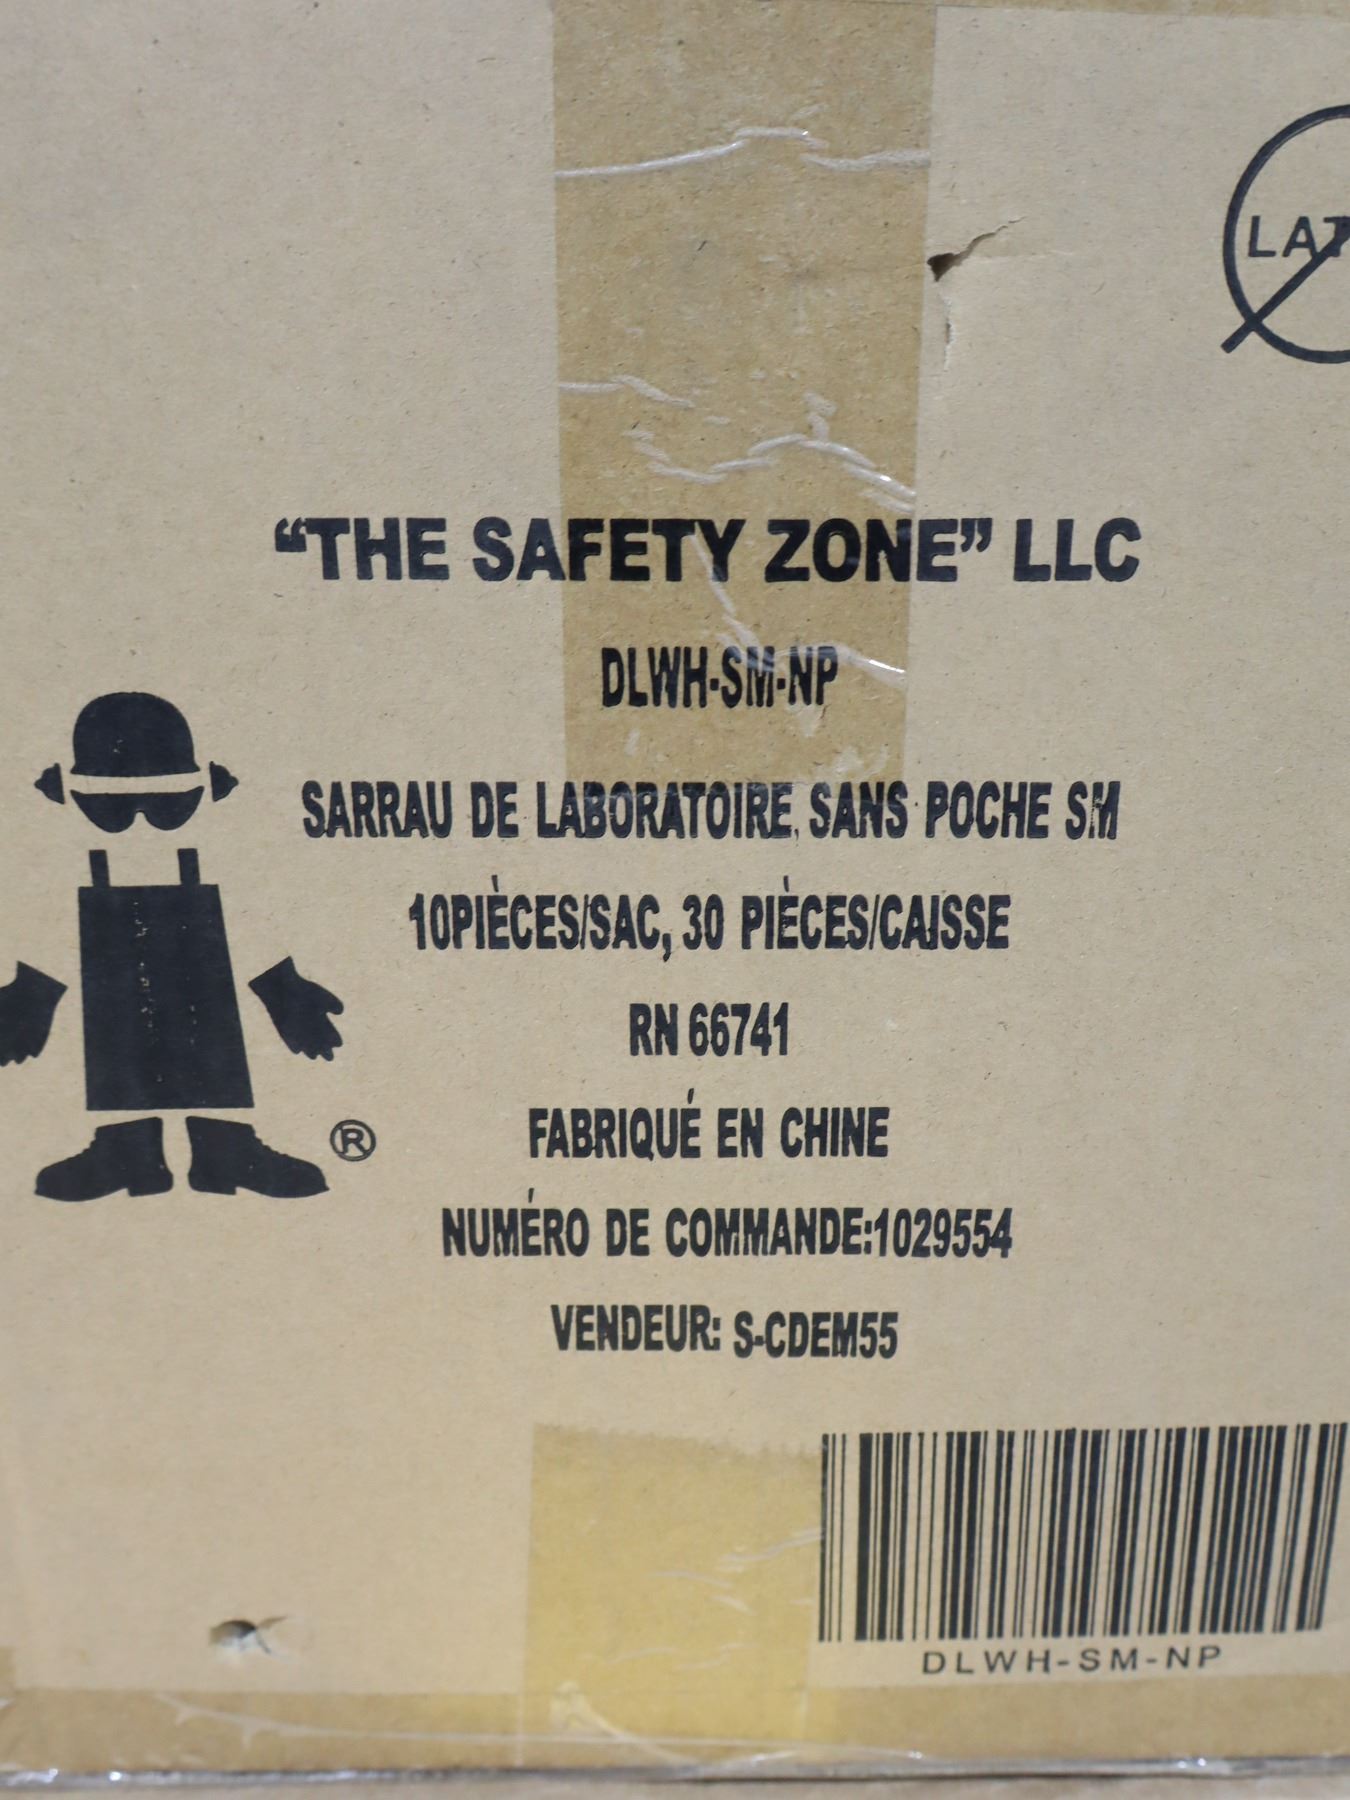 LAT
“THE SAFETY ZONE” LLC
DLWH-SM-NP
SARRAU DE LABORATOIRE, SANS POCHE SM
10PIÈCES/SAC, 30 PIÈCES/CAISSE
RN 66741
FABRIQUÉ EN CHINE
®
NUMÉRO DE COMMANDE:1029554
VENDEUR: S-CDEM55
DLWH-SM-NP